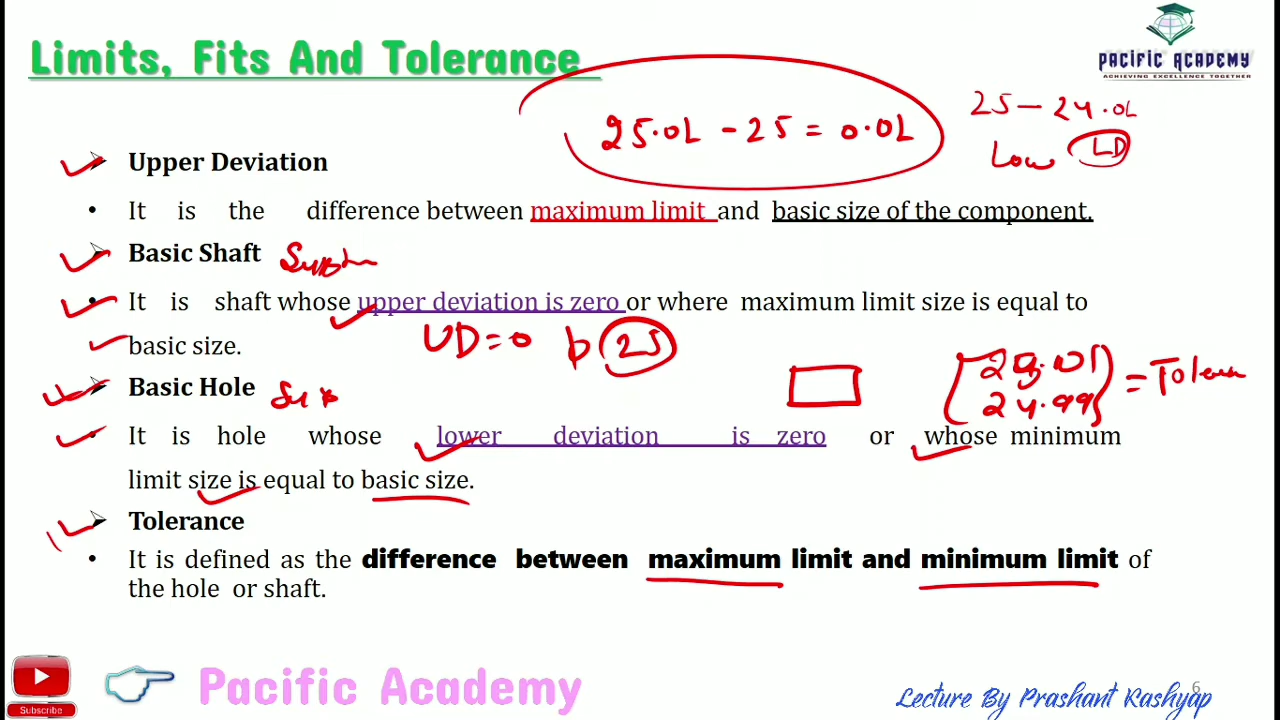 PACIFIC ACADEMY
ACHIEVING EXCELLENCE TOGETHER
Limits, Fits And Tolerance
25.01 - 25 = 0.01
25 - 24.01
Low LD
➤ Upper Deviation
• It is the difference between maximum limit and basic size of the component.
➤ Basic Shaft
• It is shaft whose upper deviation is zero or where maximum limit size is equal to
basic size.
UD=0 25
➤ Basic Hole
24.99
• It is hole whose lower deviation is zero or whose minimum
limit size is equal to basic size.
➤ Tolerance
• It is defined as the difference between maximum limit and minimum limit of
the hole or shaft.
Subscribe
Pacific Academy
6
Lecture By Prashant Kashyap